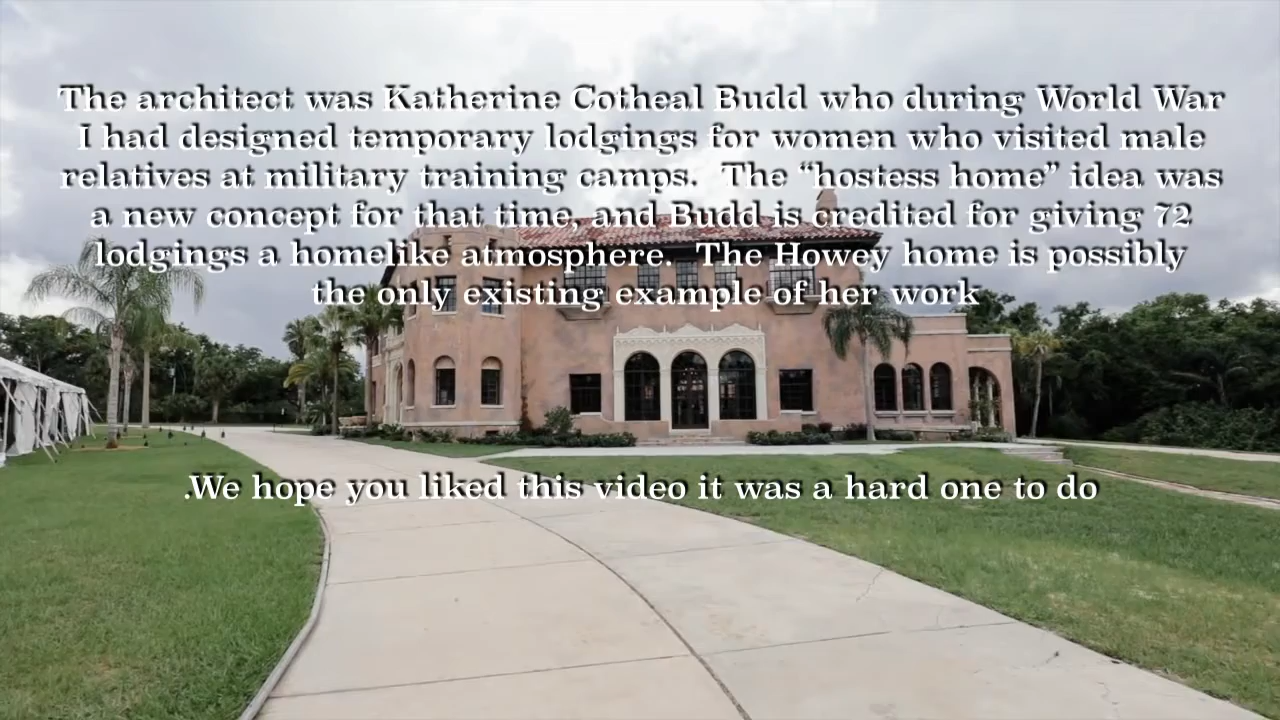 The architect was Katherine Cotheal Budd who during World War
I had designed temporary lodgings for women who visited male
relatives at military training camps.  The “hostess home” idea was
a new concept for that time, and Budd is credited for giving 72
lodgings a homelike atmosphere.  The Howey home is possibly
the only existing example of her work
.We hope you liked this video it was a hard one to do